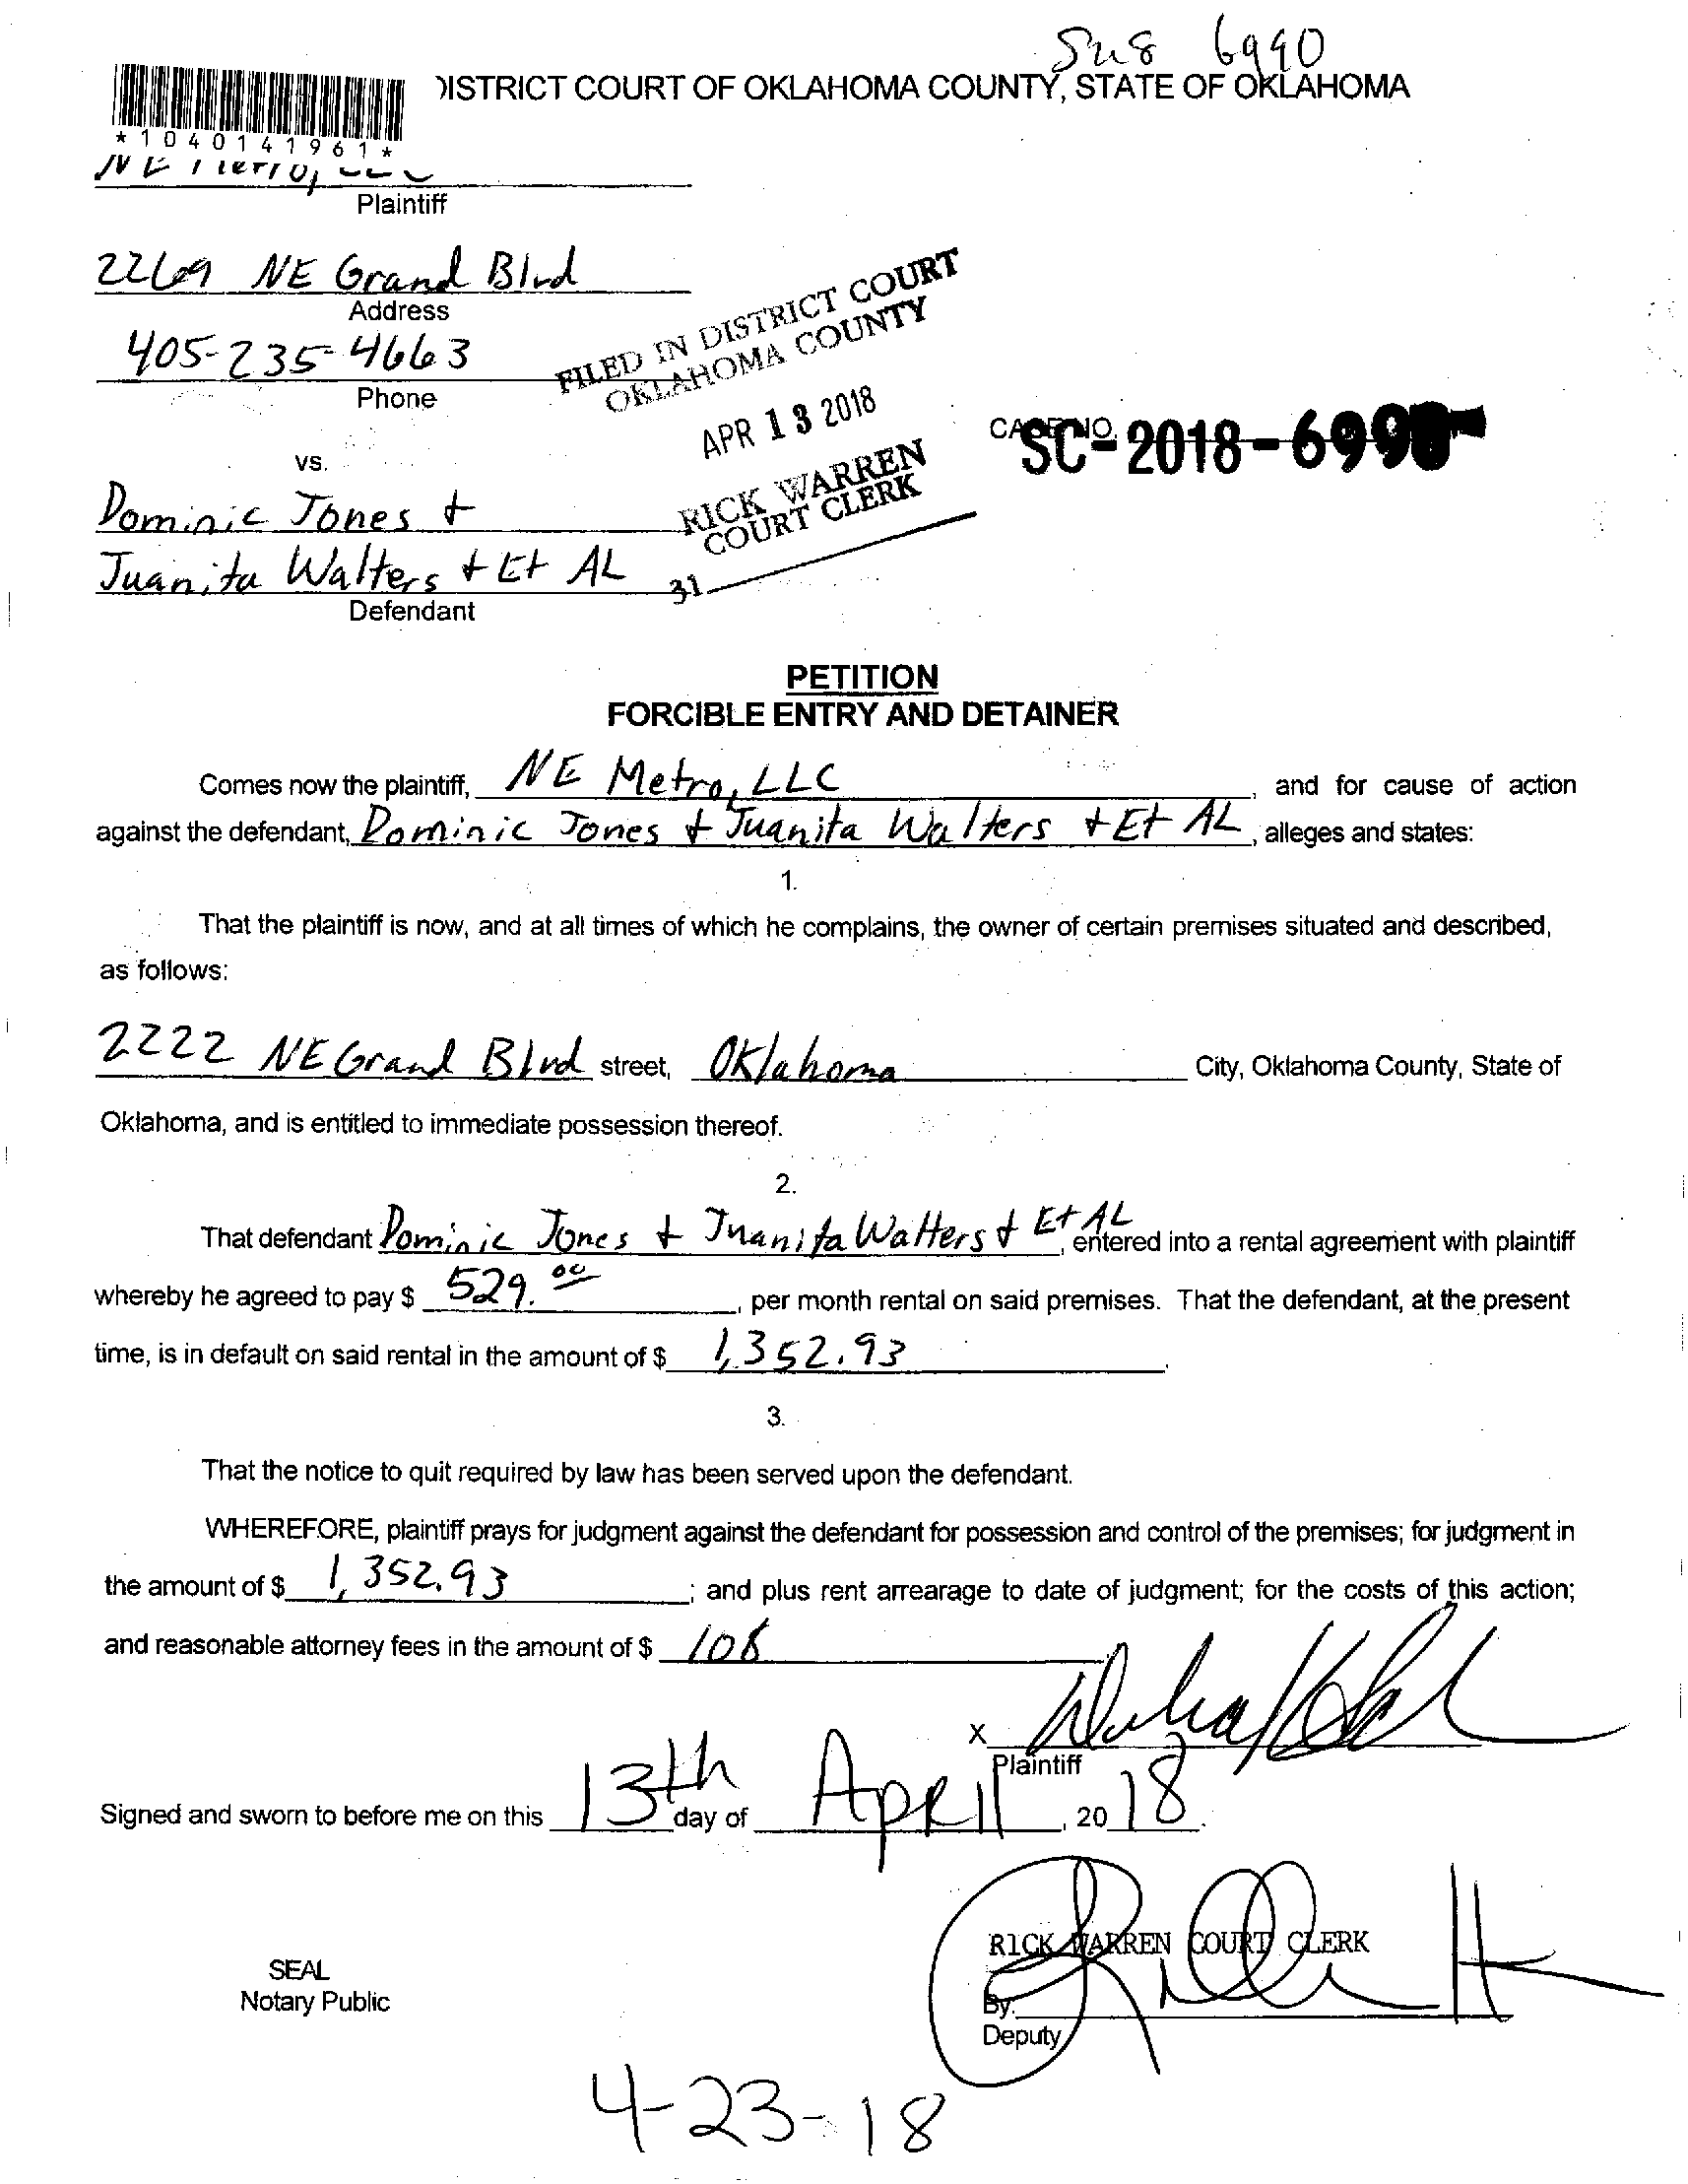 6990
DISTRICT COURT OF OKLAHOMA COUNTY, STATE OF OKLAHOMA
*1040141961*
NE Metro, LLC
Plaintiff
2269 NE Grand Blvd
Address
405-235-4663
Phone
FILED IN DISTRICT COURT
OKLAHOMA COUNTY
APR 13 2018
RICK WARREN
COURT CLERK
31
CASE NO.
SC-2018-6990
vs.
Dominic Jones +
Juanita Walters + Et AL
Defendant
PETITION
FORCIBLE ENTRY AND DETAINER
Comes now the plaintiff, NE Metro, LLC, and for cause of action
against the defendant, Dominic Jones + Juanita Walters + Et AL, alleges and states:
1.
That the plaintiff is now, and at all times of which he complains, the owner of certain premises situated and described,
as follows:
2222 NE Grand Blvd street, Oklahoma City, Oklahoma County, State of
Oklahoma, and is entitled to immediate possession thereof.
2.
That defendant Dominic Jones + Juanita Walters + Et AL, entered into a rental agreement with plaintiff
whereby he agreed to pay $ 529.00, per month rental on said premises. That the defendant, at the present
time, is in default on said rental in the amount of $ 1,352.93.
3.
That the notice to quit required by law has been served upon the defendant.
WHEREFORE, plaintiff prays for judgment against the defendant for possession and control of the premises; for judgment in
the amount of $ 1,352.93; and plus rent arrearage to date of judgment; for the costs of this action;
and reasonable attorney fees in the amount of $ 108
X
Plaintiff
Signed and sworn to before me on this 13th day of April, 20 18.
RICK WARREN COURT CLERK
SEAL
Notary Public
By:
Deputy
4-23-18